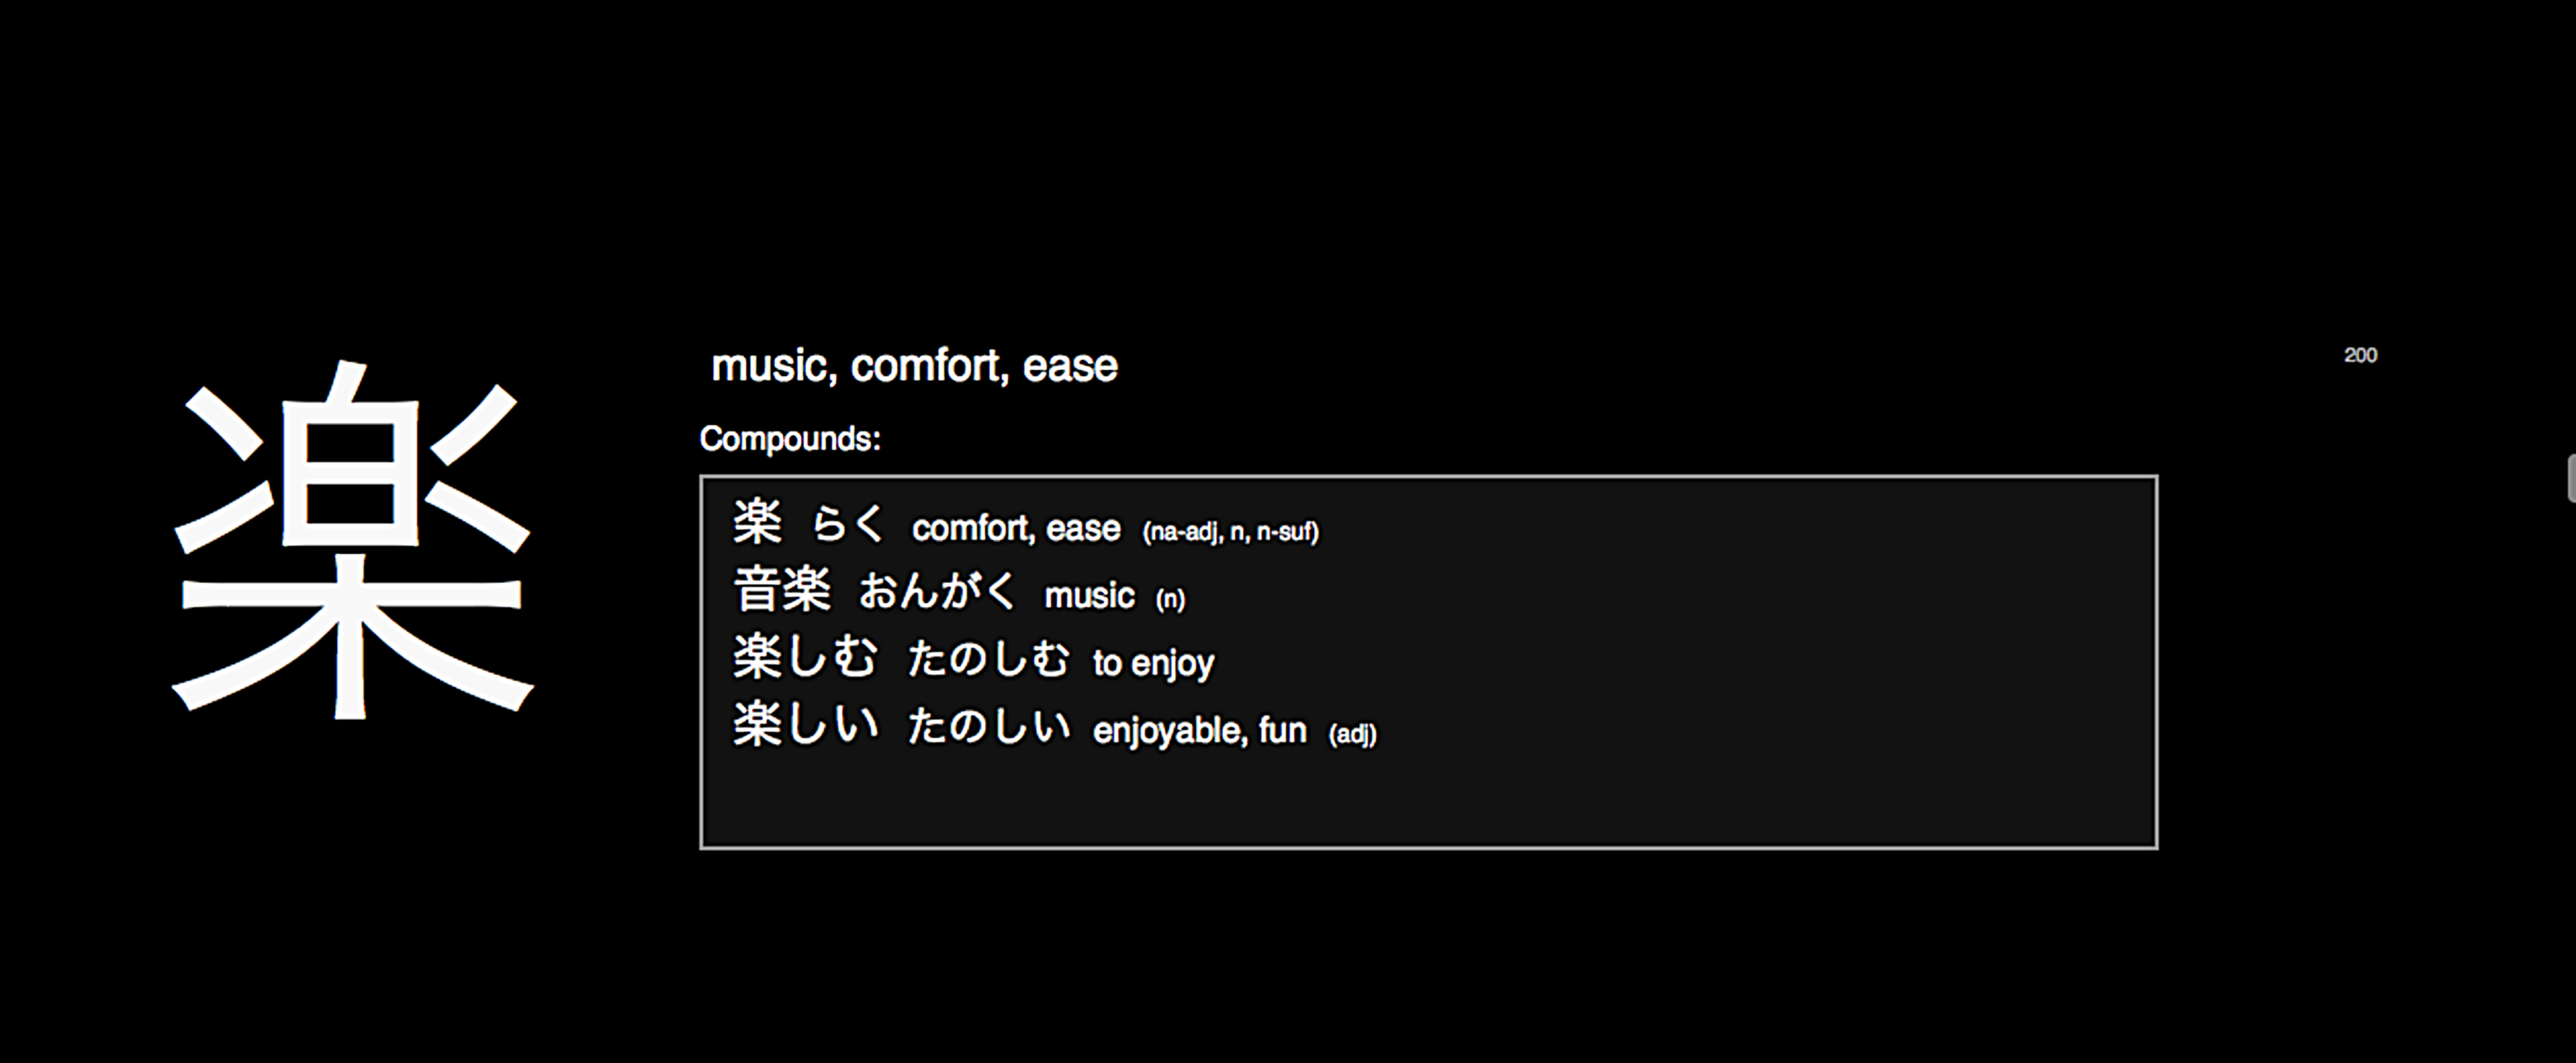 楽
music, comfort, ease
200
Compounds:
楽 らく comfort, ease (na-adj, n, n-suf)
音楽 おんがく music (n)
楽しむ たのしむ to enjoy
楽しい たのしい enjoyable, fun (adj)